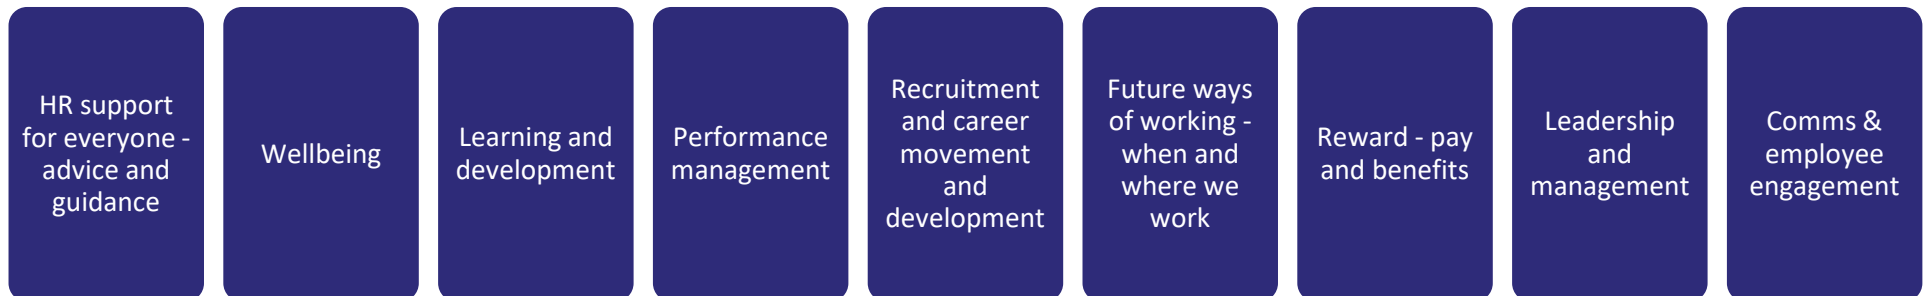 HR support
for everyone -
advice and
guidance
Wellbeing
Learning and
development
Performance
management
Recruitment
and career
movement
and
development
Future ways
of working -
when and
where we
work
Reward - pay
and benefits
Leadership
and
management
Comms &
employee
engagement